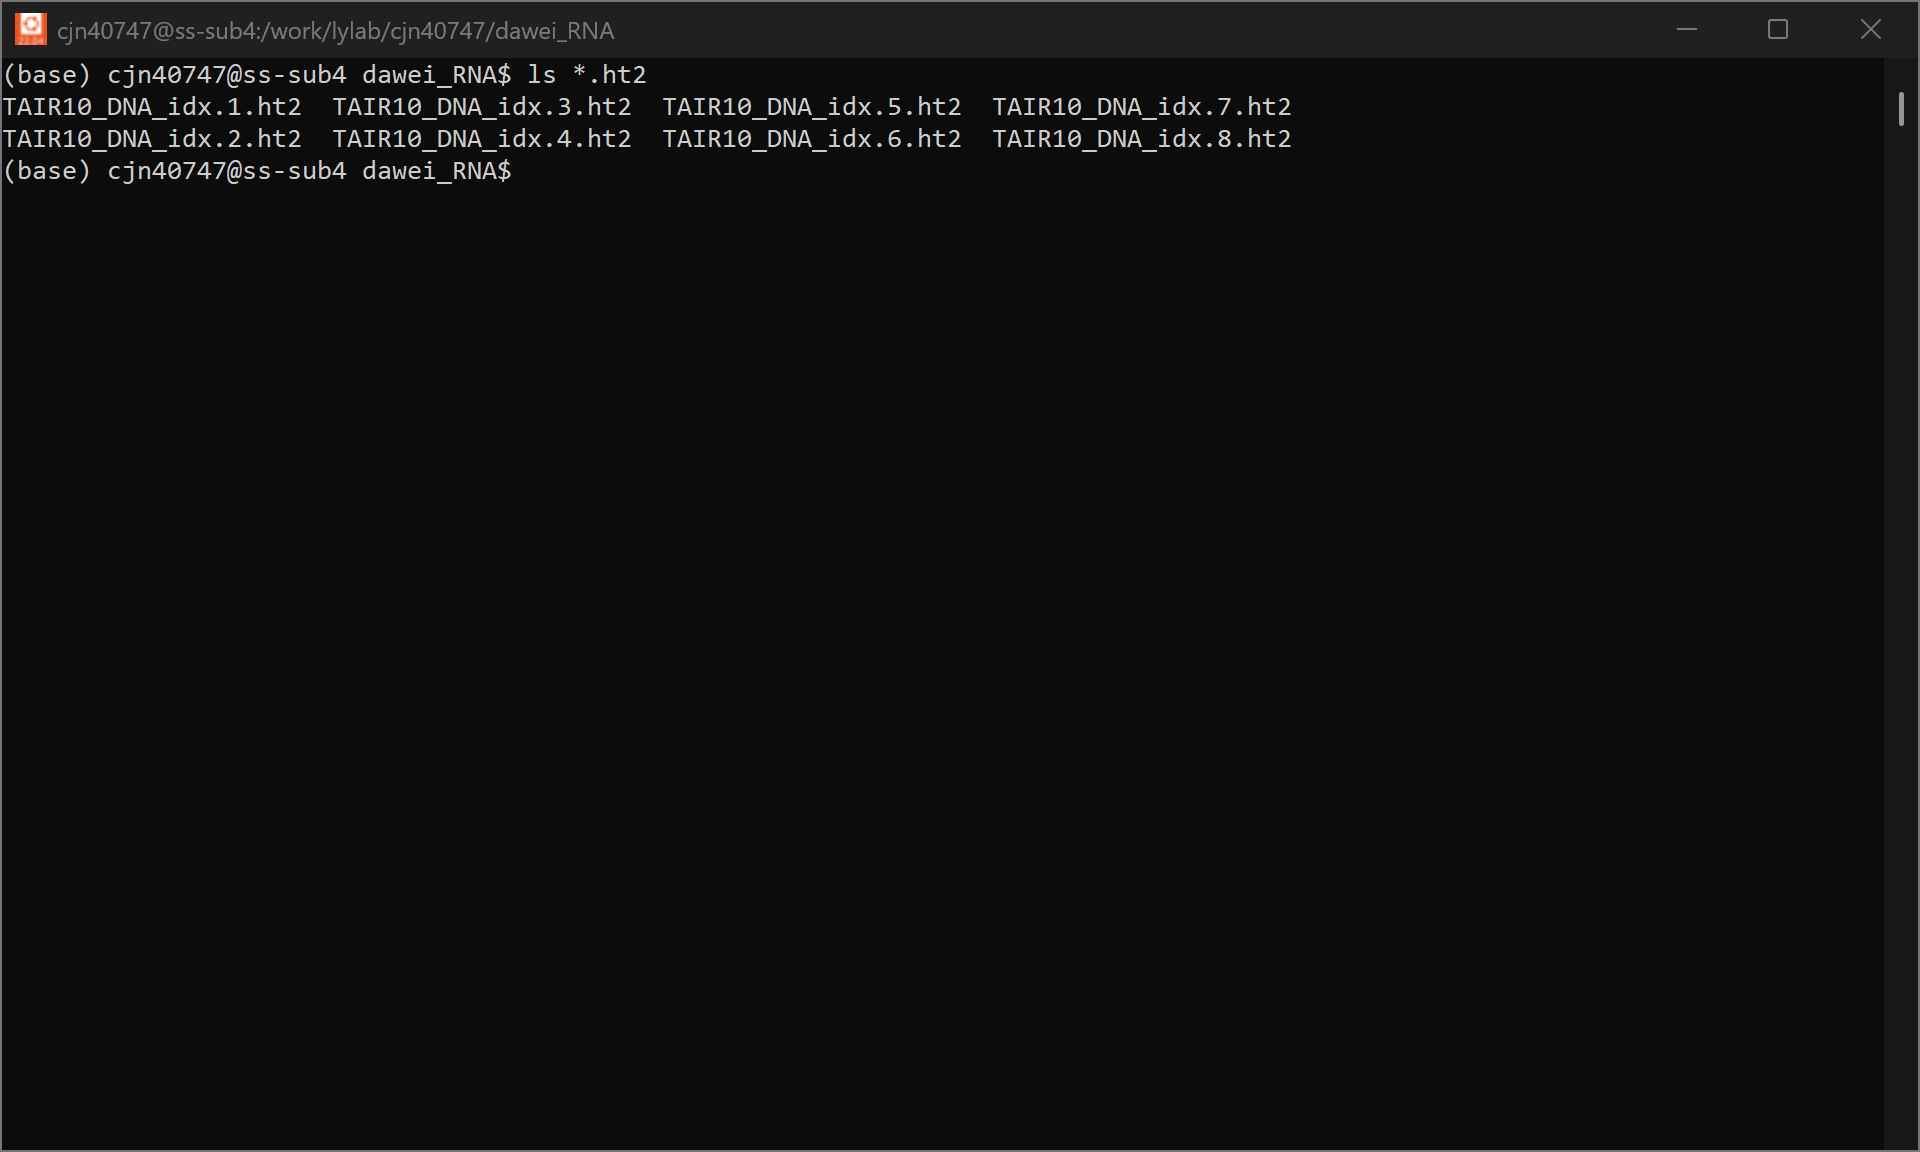 cjn40747@ss-sub4:/work/lylab/cjn40747/dawei_RNA
(base) cjn40747@ss-sub4 dawei_RNA$ ls *.ht2
TAIR10_DNA_idx.1.ht2  TAIR10_DNA_idx.3.ht2  TAIR10_DNA_idx.5.ht2  TAIR10_DNA_idx.7.ht2
TAIR10_DNA_idx.2.ht2  TAIR10_DNA_idx.4.ht2  TAIR10_DNA_idx.6.ht2  TAIR10_DNA_idx.8.ht2
(base) cjn40747@ss-sub4 dawei_RNA$